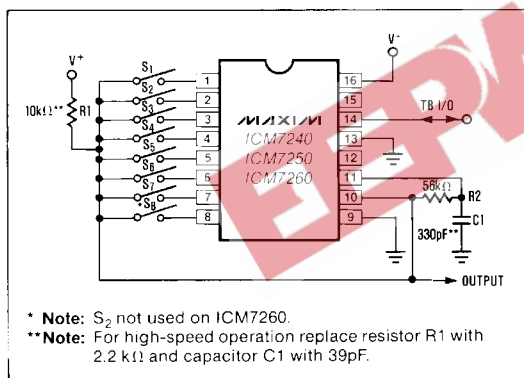 V+
10kΩ** R1
S1
S2
S3
S4
S5
S6
S7
*S8
1
2
3
4
5
6
7
8
MAXIM
ICM7240
ICM7250
ICM7260
16
15
14
13
12
11
10
9
V-
TB I/O
56kΩ
R2
C1
330pF**
OUTPUT
* Note: S2 not used on ICM7260.
**Note: For high-speed operation replace resistor R1 with
2.2 kΩ and capacitor C1 with 39pF.